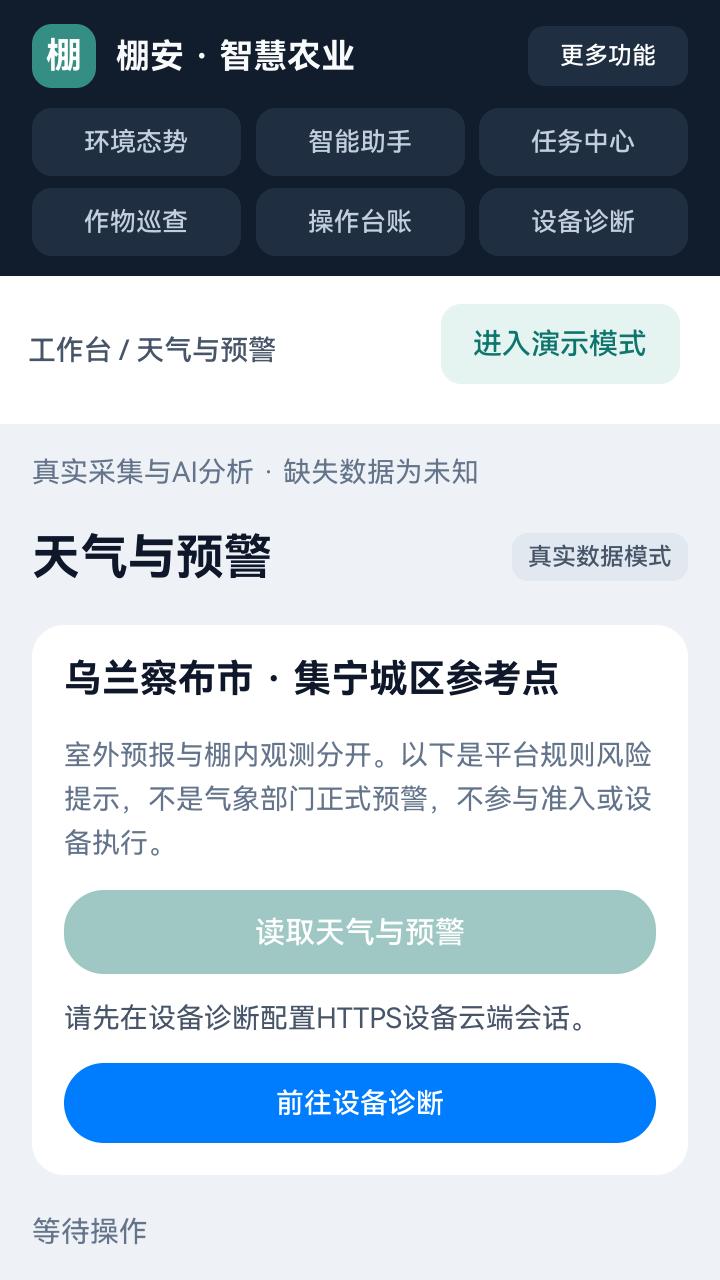 棚
棚安 · 智慧农业
更多功能
环境态势
智能助手
任务中心
作物巡查
操作台账
设备诊断
工作台 / 天气与预警
进入演示模式
真实采集与AI分析 · 缺失数据为未知
天气与预警
真实数据模式
乌兰察布市 · 集宁城区参考点
室外预报与棚内观测分开。以下是平台规则风险
提示，不是气象部门正式预警，不参与准入或设
备执行。
读取天气与预警
请先在设备诊断配置HTTPS设备云端会话。
前往设备诊断
等待操作